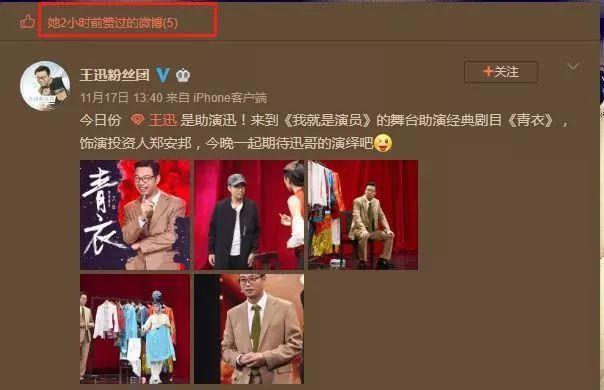 她2小时前赞过的微博(5)
王迅粉丝团
+关注
11月17日 13:40 来自 iPhone客户端
今日份 王迅 是助演迅！来到《我就是演员》的舞台助演经典剧目《青衣》，
饰演投资人郑安邦，今晚一起期待迅哥的演绎吧
青衣